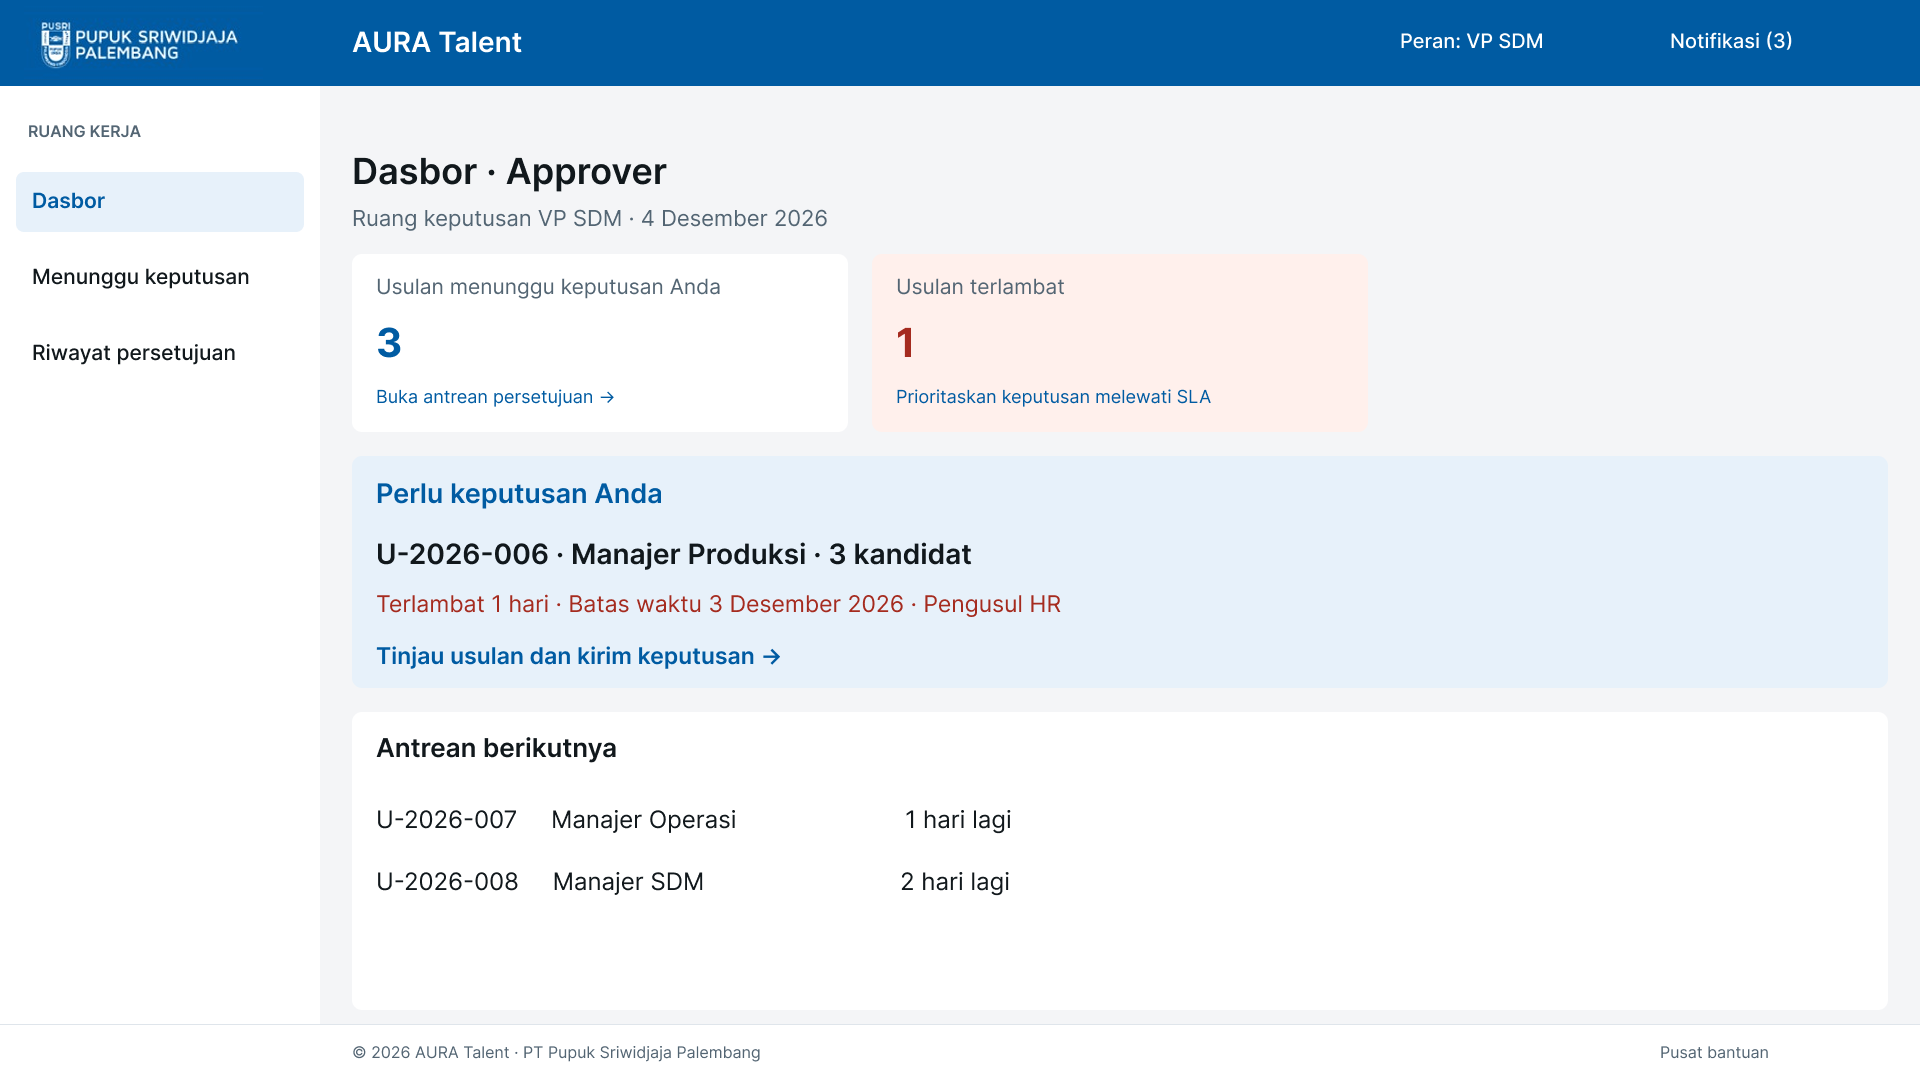 PUSRI
PUPUK SRIWIDJAJA
PALEMBANG
AURA Talent
Peran: VP SDM
Notifikasi (3)
RUANG KERJA
Dasbor
Menunggu keputusan
Riwayat persetujuan
Dasbor · Approver
Ruang keputusan VP SDM · 4 Desember 2026
Usulan menunggu keputusan Anda
3
Buka antrean persetujuan →
Usulan terlambat
1
Prioritaskan keputusan melewati SLA
Perlu keputusan Anda
U-2026-006 · Manajer Produksi · 3 kandidat
Terlambat 1 hari · Batas waktu 3 Desember 2026 · Pengusul HR
Tinjau usulan dan kirim keputusan →
Antrean berikutnya
U-2026-007 Manajer Operasi 1 hari lagi
U-2026-008 Manajer SDM 2 hari lagi
© 2026 AURA Talent · PT Pupuk Sriwidjaja Palembang
Pusat bantuan